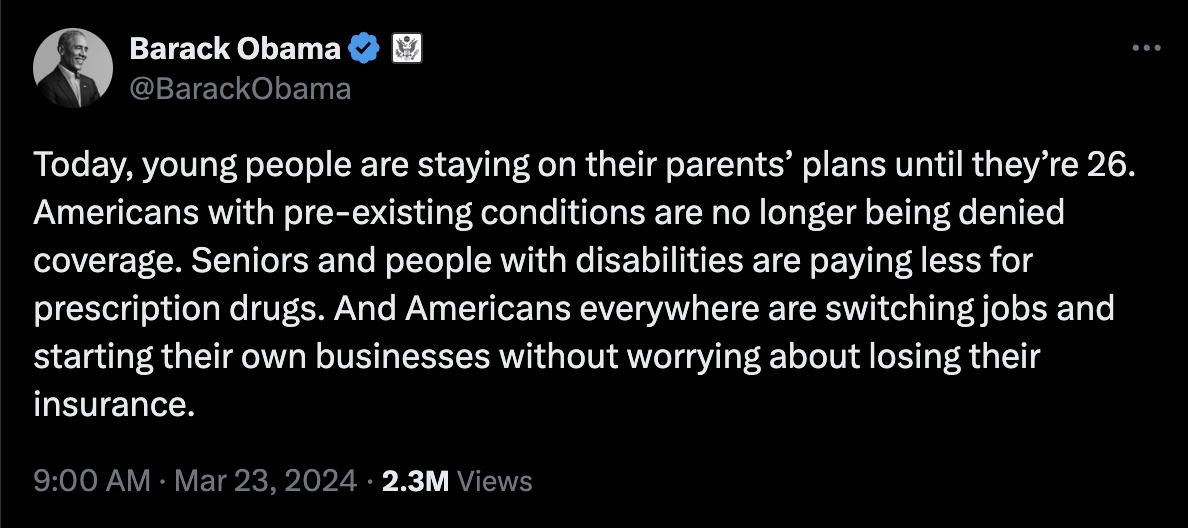 Barack Obama
@BarackObama
Today, young people are staying on their parents’ plans until they’re 26.
Americans with pre-existing conditions are no longer being denied
coverage. Seniors and people with disabilities are paying less for
prescription drugs. And Americans everywhere are switching jobs and
starting their own businesses without worrying about losing their
insurance.
9:00 AM · Mar 23, 2024 · 2.3M Views